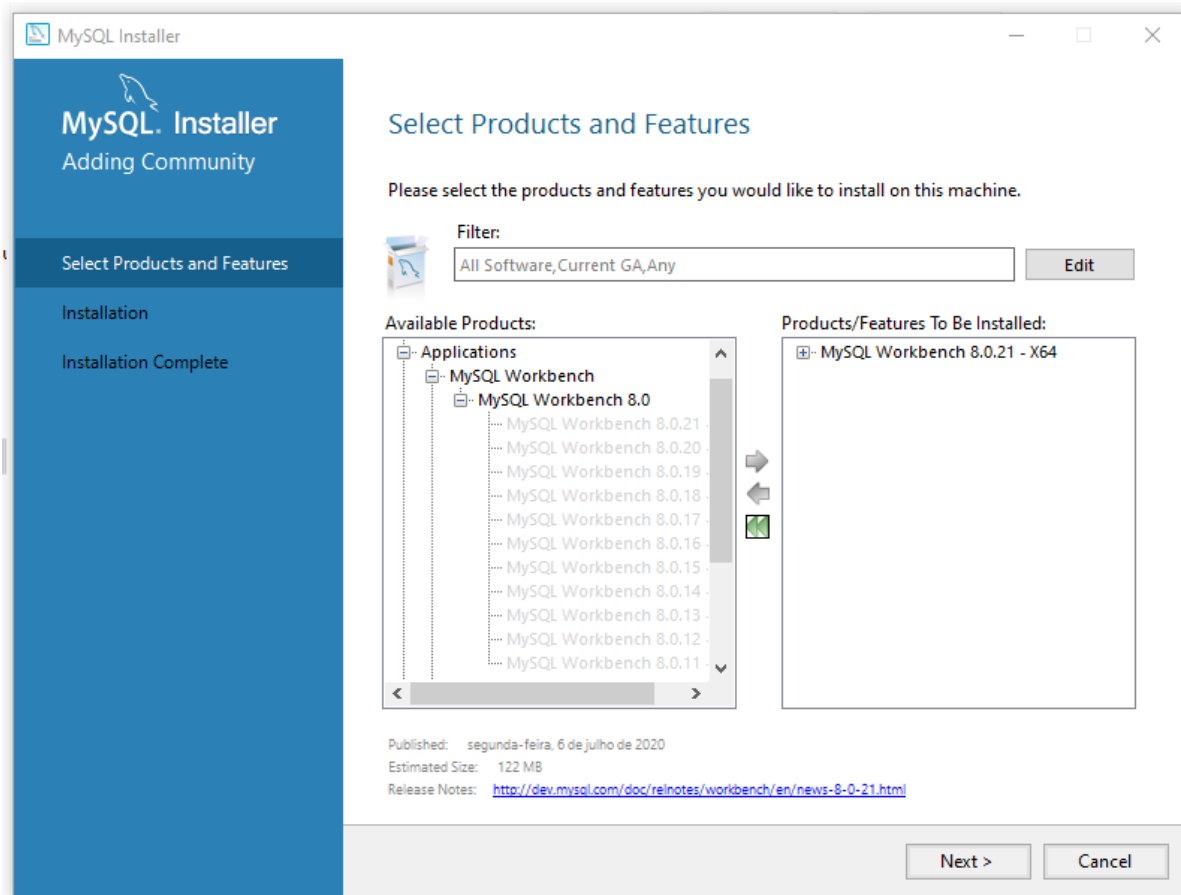 MySQL Installer
MySQL. Installer
Adding Community
Select Products and Features
Installation
Installation Complete
Select Products and Features
Please select the products and features you would like to install on this machine.
Filter:
All Software,Current GA,Any
Edit
Available Products:
Applications
MySQL Workbench
MySQL Workbench 8.0
MySQL Workbench 8.0.21 -
MySQL Workbench 8.0.20 -
MySQL Workbench 8.0.19 -
MySQL Workbench 8.0.18 -
MySQL Workbench 8.0.17 -
MySQL Workbench 8.0.16 -
MySQL Workbench 8.0.15 -
MySQL Workbench 8.0.14 -
MySQL Workbench 8.0.13 -
MySQL Workbench 8.0.12 -
MySQL Workbench 8.0.11 -
Products/Features To Be Installed:
MySQL Workbench 8.0.21 - X64
Published: segunda-feira, 6 de julho de 2020
Estimated Size: 122 MB
Release Notes: http://dev.mysql.com/doc/relnotes/workbench/en/news-8-0-21.html
Next >
Cancel